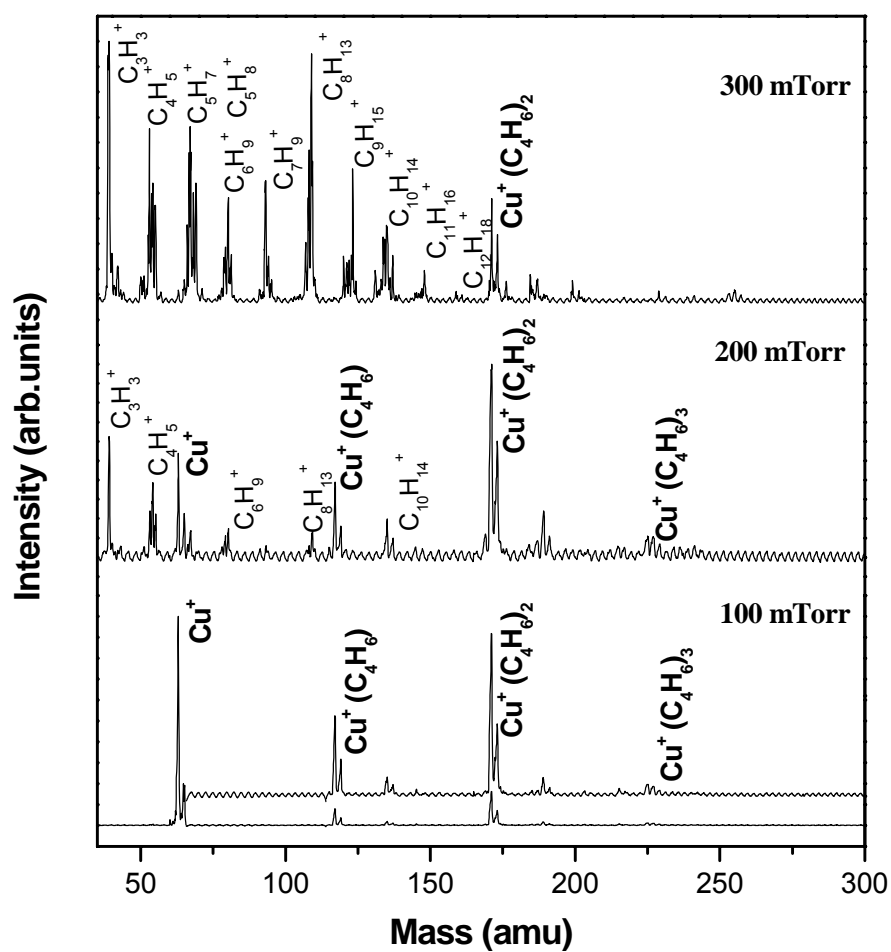 Intensity (arb.units)
300 mTorr
C₃H₃⁺
C₄H₅⁺
C₅H₇⁺
C₅H₈⁺
C₆H₉⁺
C₇H₉⁺
C₈H₁₃⁺
C₉H₁₅⁺
C₁₀H₁₄⁺
C₁₁H₁₆⁺
C₁₂H₁₈⁺
Cu⁺(C₄H₆)₂
200 mTorr
C₃H₃⁺
C₄H₅⁺
Cu⁺
C₆H₉⁺
C₈H₁₃⁺
Cu⁺(C₄H₆)
C₁₀H₁₄⁺
Cu⁺(C₄H₆)₂
Cu⁺(C₄H₆)₃
100 mTorr
Cu⁺
Cu⁺(C₄H₆)
Cu⁺(C₄H₆)₂
Cu⁺(C₄H₆)₃
50 100 150 200 250 300
Mass (amu)